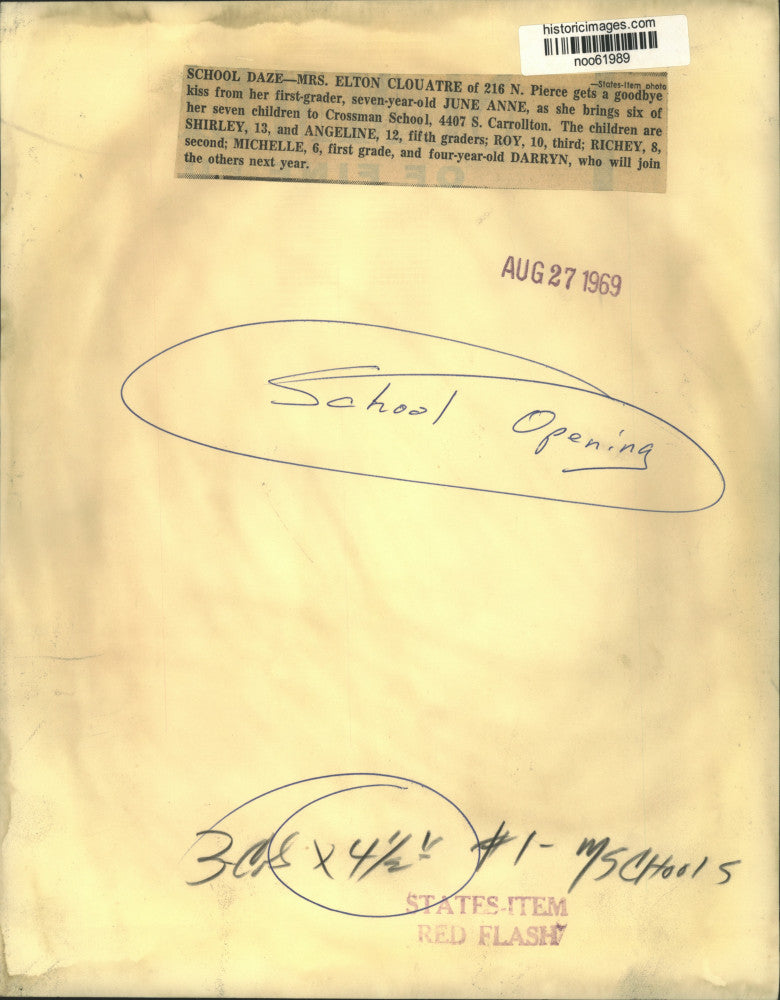 historicimages.com
noo61989
—States-Item photo
SCHOOL DAZE—MRS. ELTON CLOUATRE of 216 N. Pierce gets a goodbye
kiss from her first-grader, seven-year-old JUNE ANNE, as she brings six of
her seven children to Crossman School, 4407 S. Carrollton. The children are
SHIRLEY, 13, and ANGELINE, 12, fifth graders; ROY, 10, third; RICHEY, 8,
second; MICHELLE, 6, first grade, and four-year-old DARRYN, who will join
the others next year.
AUG 27 1969
School Opening
3 CLS x 4 1/2 " #1- MSCHOOLS
STATES-ITEM
RED FLASH